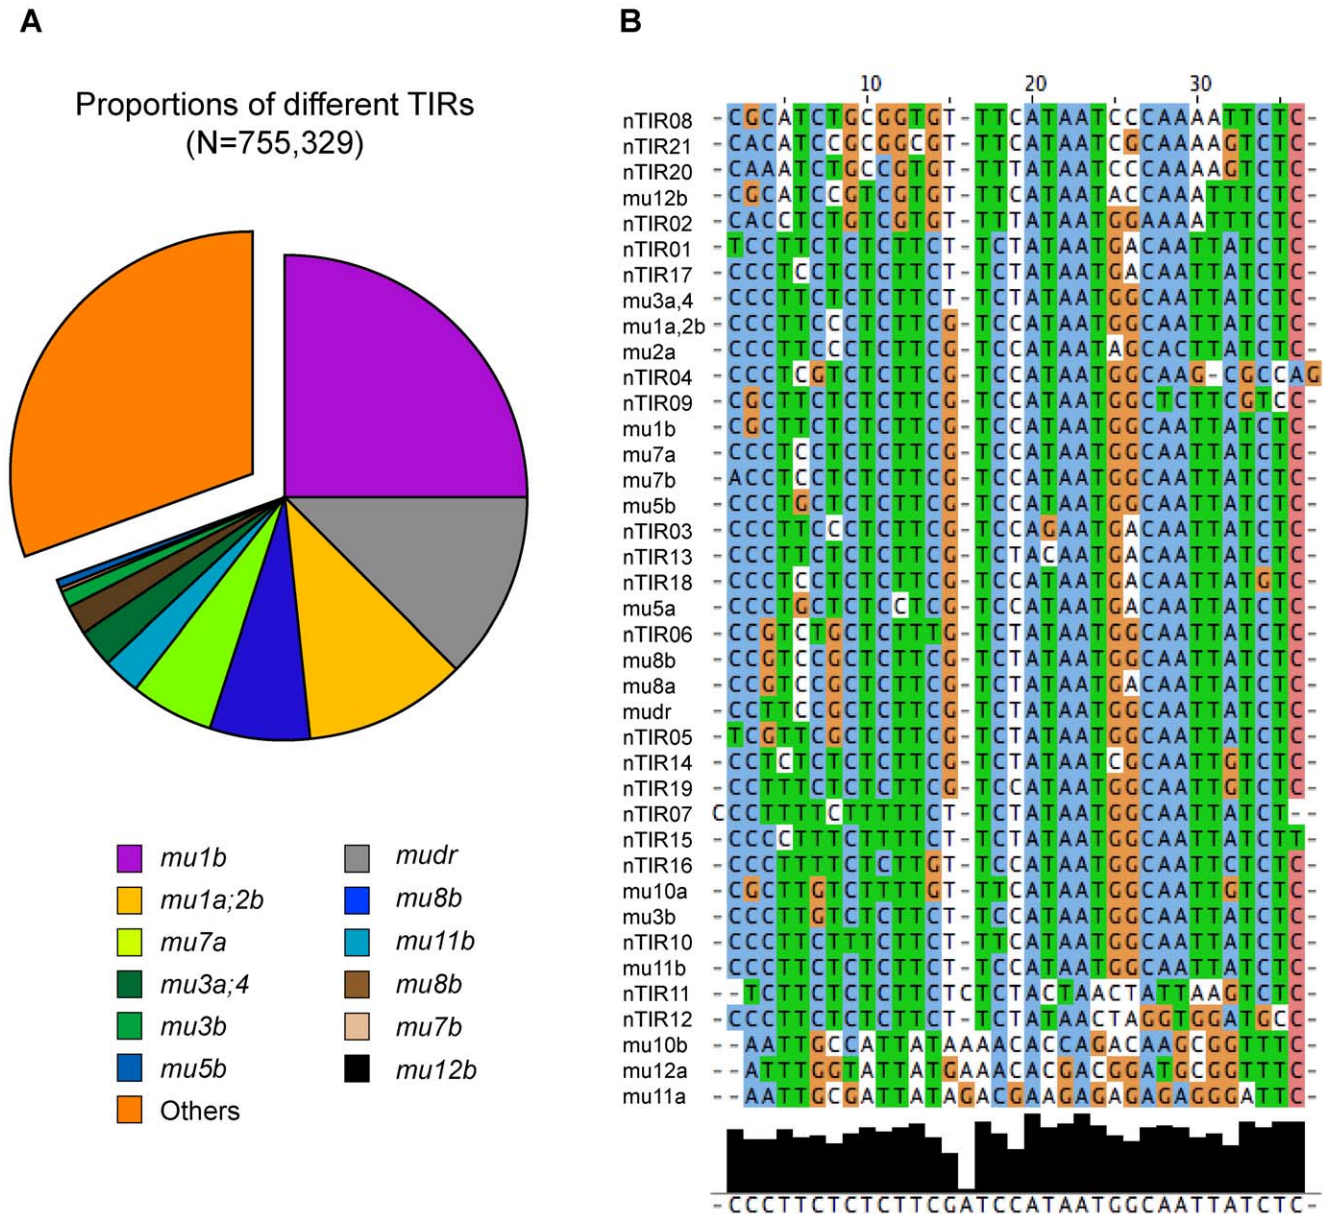 A
Proportions of different TIRs
(N=755,329)
mu1b
mu1a;2b
mu7a
mu3a;4
mu3b
mu5b
Others
mudr
mu8b
mu11b
mu8b
mu7b
mu12b
B
10 20 30
nTIR08 -CGCATCTGCGGTGT-TTCATAATCCCAAAATTCTC-
nTIR21 -CACATCCGCGGCGT-TTCATAATCGCAAAAGTCTC-
nTIR20 -CAAATCTGCCGTGT-TTTATAATCCCAAAAGTCTC-
mu12b -CGCATCCGTCGTGT-TTCATAATACCAAATTTCTC-
nTIR02 -CACCTCTGTCGTGT-TTTATAATGGAAAATTTCTC-
nTIR01 -TCCTTCTCTCTTCT-TCTATAATGACAATTATCTC-
nTIR17 -CCCTCCTCTCTTCT-TCTATAATGACAATTATCTC-
mu3a,4 -CCCTTCTCTCTTCT-TCTATAATGGCAATTATCTC-
mu1a,2b -CCCTTCCCTCTTCG-TCCATAATGGCAATTATCTC-
mu2a -CCCTTCCCTCTTCG-TCCATAATAGCACTTATCTC-
nTIR04 -CCCTCGTCTCTTCG-TCCATAATGGCAAG-CGCCAG
nTIR09 -CGCTTCTCTCTTCG-TCCATAATGGCTCTTCGTCC-
mu1b -CGCTTCTCTCTTCG-TCCATAATGGCAATTATCTC-
mu7a -CCCTCCTCTCTTCG-TCCATAATGGCAATTATCTC-
mu7b -ACCTCCTCTCTTCG-TCCATAATGGCAATTATCTC-
mu5b -CCCTGCTCTCTTCG-TCCATAATGGCAATTATCTC-
nTIR03 -CCCTTCCCTCTTCG-TCCAGAATGACAATTATCTC-
nTIR13 -CCCTTCTCTCTTCG-TCTACAATGACAATTATCTC-
nTIR18 -CCCTCCTCTCTTCG-TCCATAATGACAATTATGTC-
mu5a -CCCTGCTCTCCTCG-TCCATAATGACAATTATCTC-
nTIR06 -CCGTCTGCTCTTTG-TCTATAATGGCAATTATCTC-
mu8b -CCGTCCGCTCTTCG-TCTATAATGGCAATTATCTC-
mu8a -CCGTCCGCTCTTCG-TCTATAATGACAATTATCTC-
mudr -CCTTCCGCTCTTCG-TCTATAATGGCAATTATCTC-
nTIR05 -TCGTTCGCTCTTCG-TCTATAATGGCAATTATCTC-
nTIR14 -CCTCTCTCTCTTCG-TCTATAATCGCAATTGTCTC-
nTIR19 -CCTTTCTCTCTTCG-TCCATAATGGCAATTGTCTC-
nTIR07 CCCTTTTCTTTTTCT-TCTATAATGGCAATTATCT--
nTIR15 -CCCCTTTCTTTTCT-TCTATAATGGCAATTATCTT-
nTIR16 -CCCTTTTCTCTTGT-TCCATAATGGCAATTCTCTC-
mu10a -CGCTTGTCTTTTGT-TTCATAATGGCAATTGTCTC-
mu3b -CCCTTGTCTCTTCT-TCCATAATGGCAATTATCTC-
nTIR10 -CCCTTCTTTCTTCT-TTCATAATGGCAATTATCTC-
mu11b -CCCTTCTCTCTTCT-TCCATAATGGCAATTATCTC-
nTIR11 --TCTTCTCTCTTCTCTCTACTAACTATTAAGTCTC-
nTIR12 -CCCTTCTCTCTTCT-TCTATAACTAGGTGGATGCC-
mu10b --AATTGCCATTATAAAACACCAGACAAGCGGTTTC-
mu12a --ATTTGGTATTATGAAACACGACGGATGCGGTTTC-
mu11a --AATTGCGATTATAGACGAAGAGAGAGAGGGATTC-
-CCCTTCTCTCTTCGATCCATAATGGCAATTATCTC-